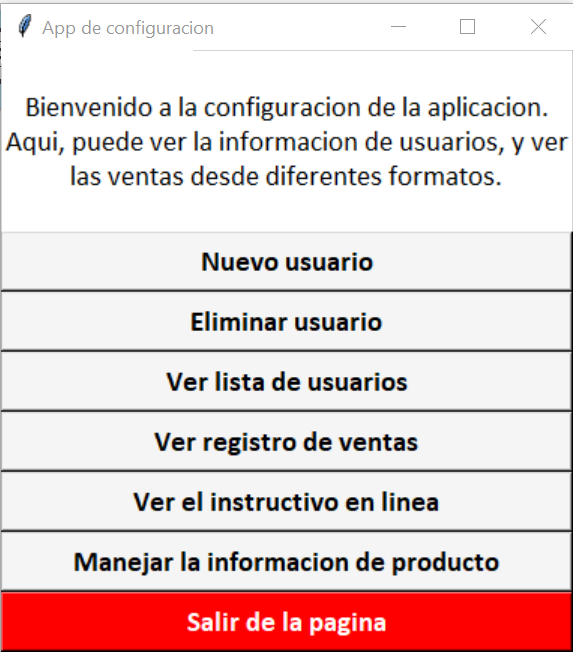 App de configuracion
Bienvenido a la configuracion de la aplicacion.
Aqui, puede ver la informacion de usuarios, y ver
las ventas desde diferentes formatos.
Nuevo usuario
Eliminar usuario
Ver lista de usuarios
Ver registro de ventas
Ver el instructivo en linea
Manejar la informacion de producto
Salir de la pagina